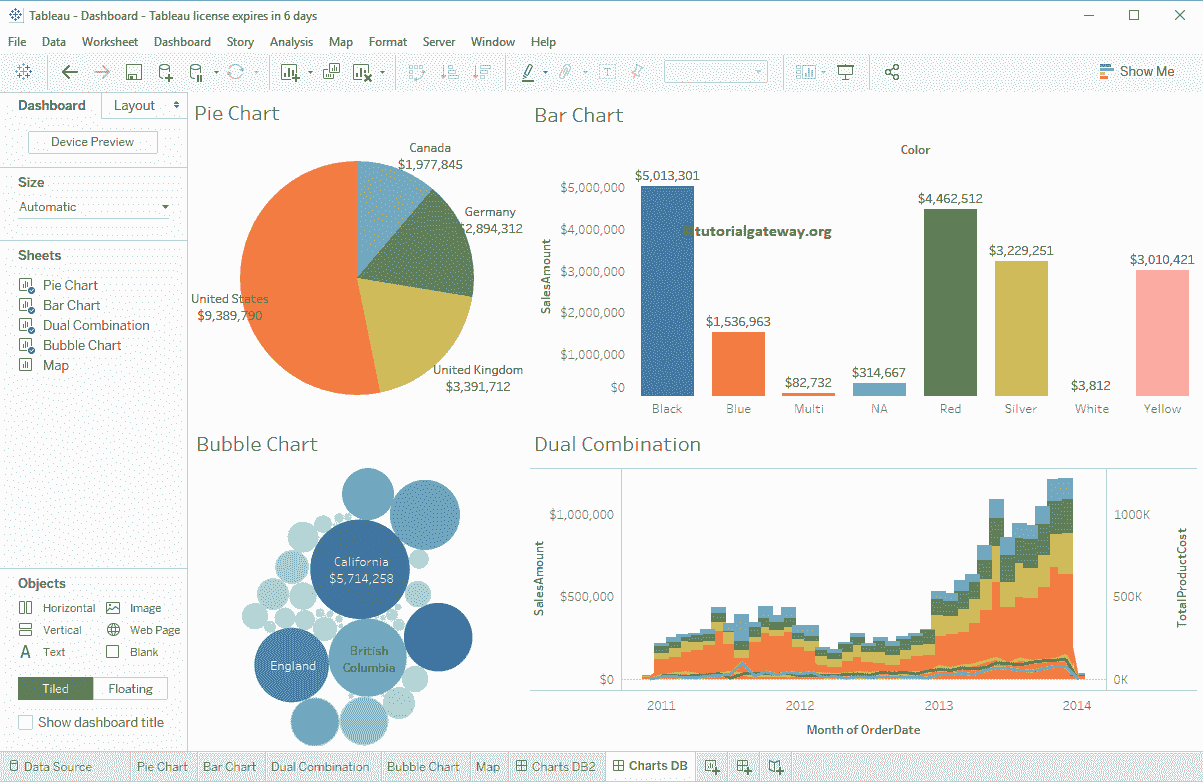 Tableau - Dashboard - Tableau license expires in 6 days
File Data Worksheet Dashboard Story Analysis Map Format Server Window Help
Show Me
Dashboard Layout
Device Preview
Size
Automatic
Sheets
Pie Chart
Bar Chart
Dual Combination
Bubble Chart
Map
Objects
Horizontal Image
Vertical Web Page
A Text Blank
Tiled Floating
Show dashboard title
Pie Chart
Canada
$1,977,845
Germany
$2,894,312
United States
$9,389,790
United Kingdom
$3,391,712
Bar Chart
Color
SalesAmount
$5,000,000
$4,000,000
$3,000,000
$2,000,000
$1,000,000
$0
$5,013,301
$1,536,963
$82,732
$314,667
$4,462,512
$3,229,251
$3,812
$3,010,421
tutorialgateway.org
Black Blue Multi NA Red Silver White Yellow
Bubble Chart
California
$5,714,258
England
British
Columbia
Dual Combination
SalesAmount
$1,000,000
$500,000
$0
1000K
500K
0K
TotalProductCost
2011 2012 2013 2014
Month of OrderDate
Data Source Pie Chart Bar Chart Dual Combination Bubble Chart Map Charts DB2 Charts DB